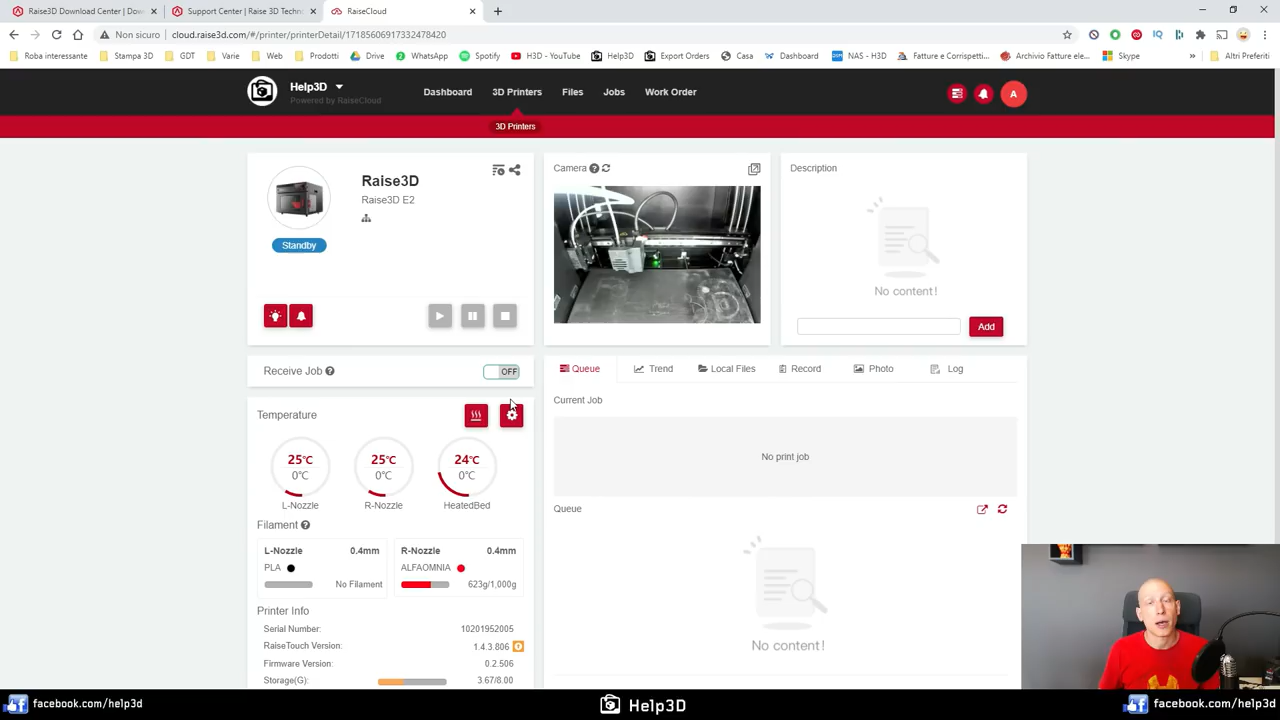 Raise3D Download Center | Dow
Support Center | Raise 3D Techno
RaiseCloud
Non sicuro
cloud.raise3d.com/#/printer/printerDetail/17185606917332478420
Roba interessante
Stampa 3D
GDT
Varie
Web
Prodotti
Drive
WhatsApp
Spotify
H3D - YouTube
Help3D
Export Orders
Casa
Dashboard
NAS - H3D
Fatture e Corrispetti...
Archivio Fatture ele...
Skype
»
Altri Preferiti
Help3D
Powered by RaiseCloud
Dashboard
3D Printers
Files
Jobs
Work Order
A
3D Printers
Raise3D
Raise3D E2
Standby
Camera
Description
No content!
Add
Receive Job
OFF
Queue
Trend
Local Files
Record
Photo
Log
Temperature
25℃
0℃
L-Nozzle
25℃
0℃
R-Nozzle
24℃
0℃
HeatedBed
Current Job
No print job
Queue
No content!
Filament
L-Nozzle 0.4mm
PLA
No Filament
R-Nozzle 0.4mm
ALFAOMNIA
623g/1,000g
Printer Info
Serial Number: 10201952005
RaiseTouch Version: 1.4.3.806
Firmware Version: 0.2.506
Storage(G): 3.67/8.00
facebook.com/help3d
Help3D
facebook.com/help3d